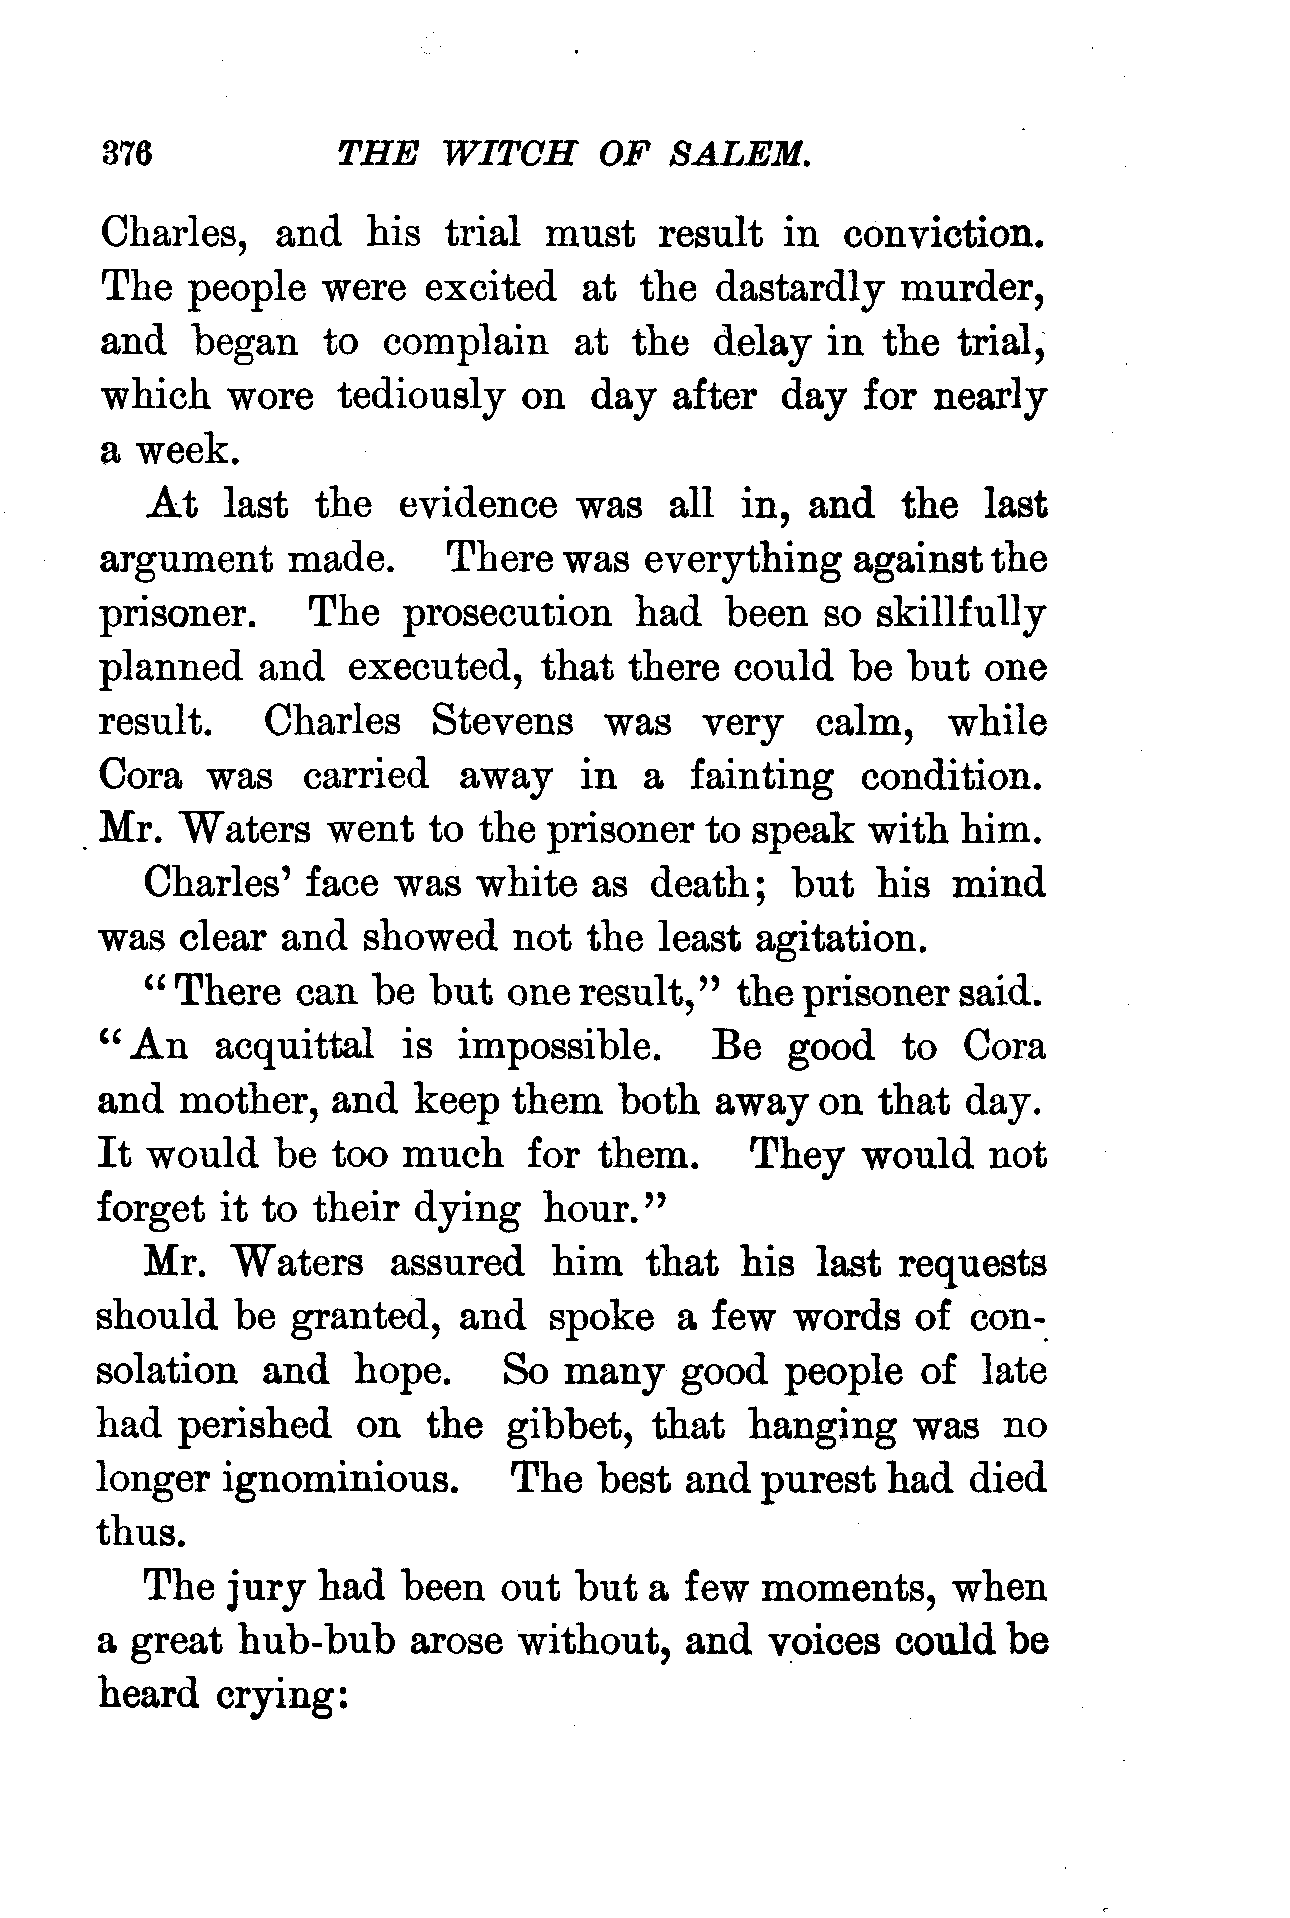 376 THE WITCH OF SALEM.
Charles, and his trial must result in conviction.
The people were excited at the dastardly murder,
and began to complain at the delay in the trial,
which wore tediously on day after day for nearly
a week.
At last the evidence was all in, and the last
argument made. There was everything against the
prisoner. The prosecution had been so skillfully
planned and executed, that there could be but one
result. Charles Stevens was very calm, while
Cora was carried away in a fainting condition.
Mr. Waters went to the prisoner to speak with him.
Charles' face was white as death; but his mind
was clear and showed not the least agitation.
"There can be but one result," the prisoner said.
"An acquittal is impossible. Be good to Cora
and mother, and keep them both away on that day.
It would be too much for them. They would not
forget it to their dying hour."
Mr. Waters assured him that his last requests
should be granted, and spoke a few words of con-
solation and hope. So many good people of late
had perished on the gibbet, that hanging was no
longer ignominious. The best and purest had died
thus.
The jury had been out but a few moments, when
a great hub-bub arose without, and voices could be
heard crying: